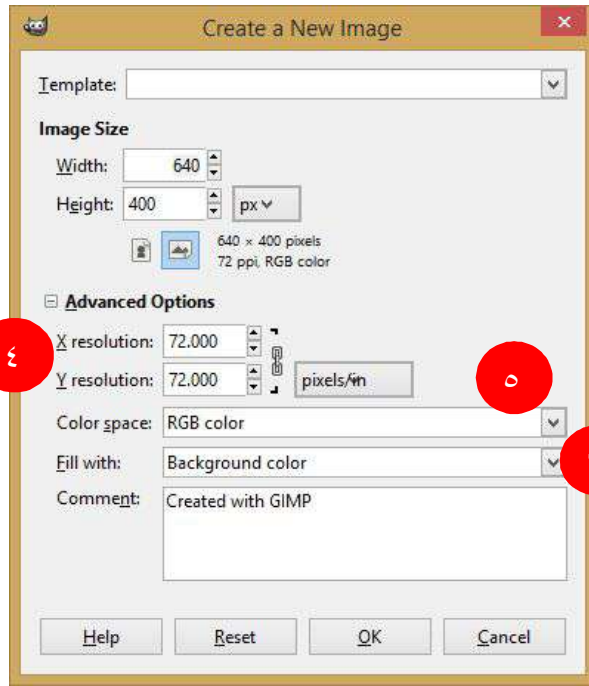 Create a New Image
Template:
Image Size
Width: 640
Height: 400 px
640 × 400 pixels
72 ppi, RGB color
Advanced Options
X resolution: 72.000
٤
Y resolution: 72.000 pixels/in
٥
Color space: RGB color
Fill with: Background color
Comment: Created with GIMP
Help Reset OK Cancel